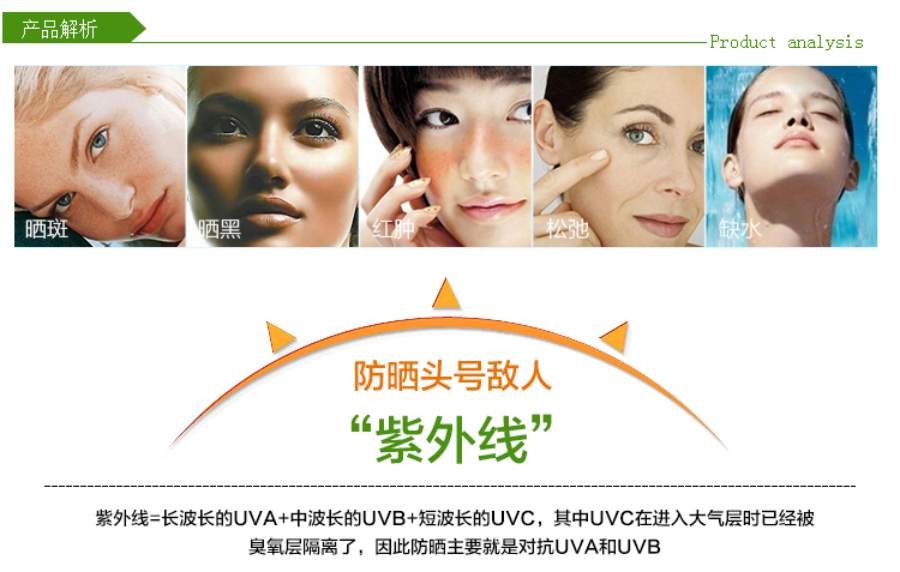 产品解析
Product analysis
晒斑 晒黑 红肿 松弛 缺水
防晒头号敌人
“紫外线”
紫外线=长波长的UVA+中波长的UVB+短波长的UVC，其中UVC在进入大气层时已经被
臭氧层隔离了，因此防晒主要就是对抗UVA和UVB